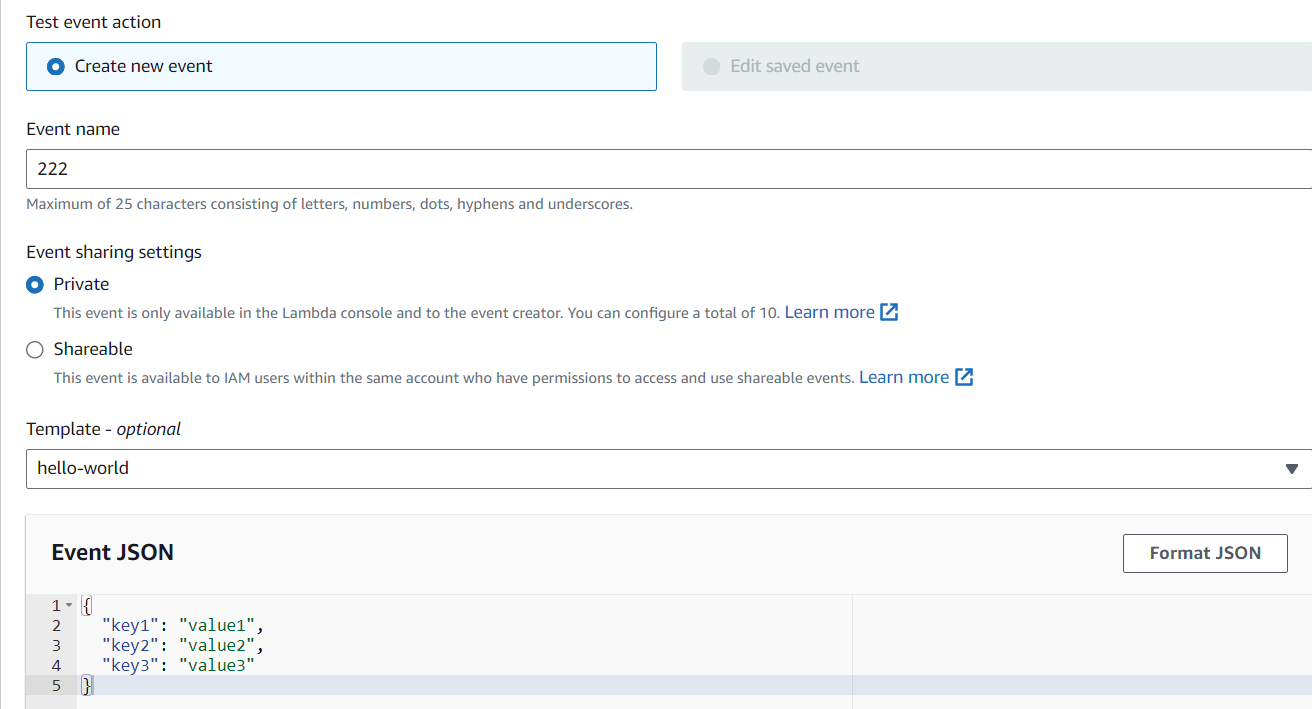 Test event action
Create new event
Edit saved event
Event name
222
Maximum of 25 characters consisting of letters, numbers, dots, hyphens and underscores.
Event sharing settings
Private
This event is only available in the Lambda console and to the event creator. You can configure a total of 10. Learn more
Shareable
This event is available to IAM users within the same account who have permissions to access and use shareable events. Learn more
Template - optional
hello-world
Event JSON
Format JSON
1 {
2 "key1": "value1",
3 "key2": "value2",
4 "key3": "value3"
5 }